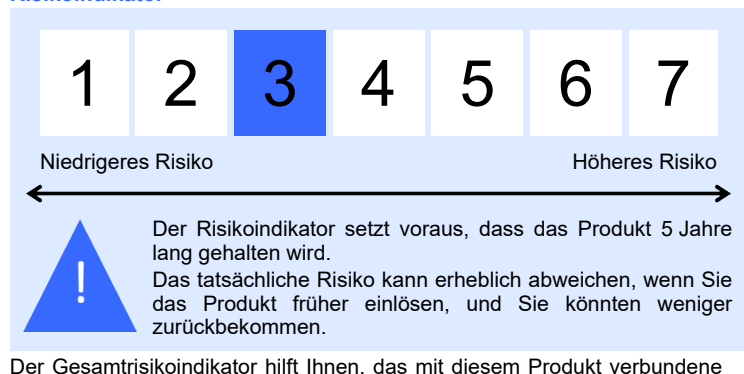 Risikoindikator
1 2 3 4 5 6 7
Niedrigeres Risiko Höheres Risiko
Der Risikoindikator setzt voraus, dass das Produkt 5 Jahre
lang gehalten wird.
!
Das tatsächliche Risiko kann erheblich abweichen, wenn Sie
das Produkt früher einlösen, und Sie könnten weniger
zurückbekommen.
Der Gesamtrisikoindikator hilft Ihnen, das mit diesem Produkt verbundene